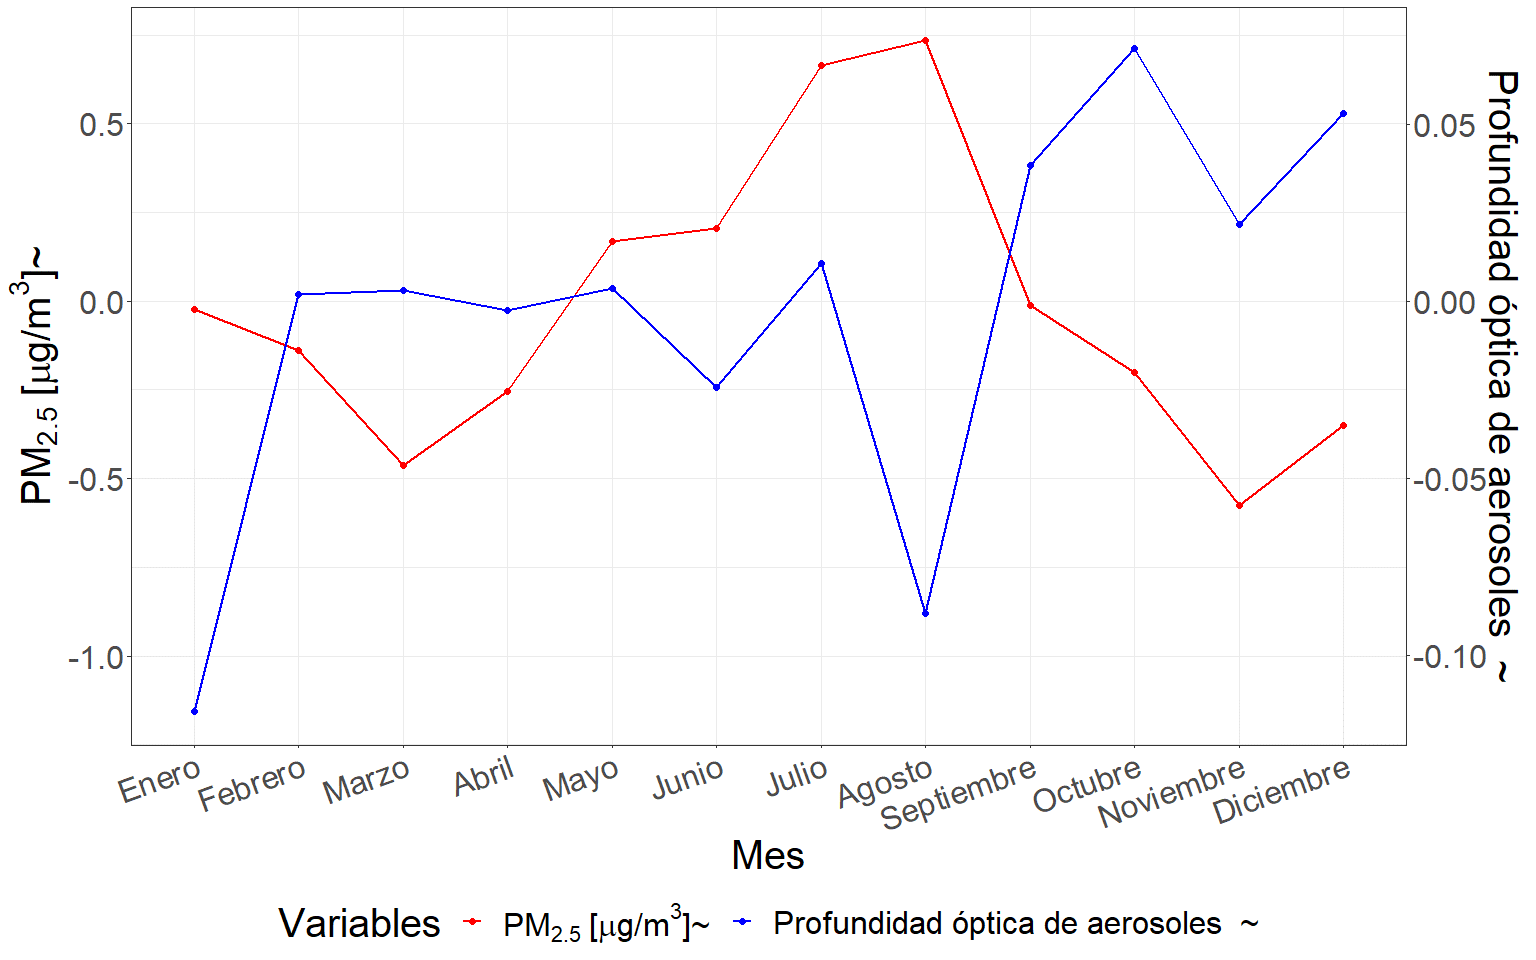 PM2.5 [μg/m3]~
0.5
0.0
-0.5
-1.0
0.05
0.00
-0.05
-0.10
Profundidad óptica de aerosoles ~
Enero
Febrero
Marzo
Abril
Mayo
Junio
Julio
Agosto
Septiembre
Octubre
Noviembre
Diciembre
Mes
Variables PM2.5 [μg/m3]~ Profundidad óptica de aerosoles ~